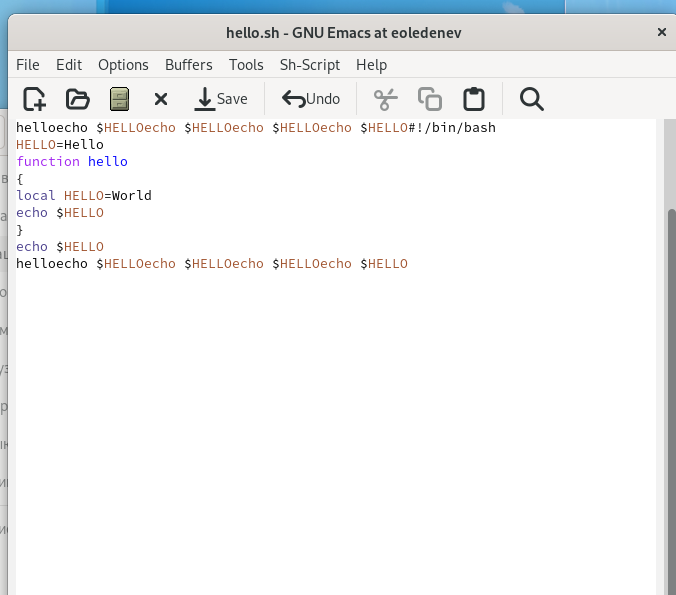 hello.sh - GNU Emacs at eoledenev
File Edit Options Buffers Tools Sh-Script Help
Save Undo
helloecho $HELLOecho $HELLOecho $HELLOecho $HELLO#!/bin/bash
HELLO=Hello
function hello
{
local HELLO=World
echo $HELLO
}
echo $HELLO
helloecho $HELLOecho $HELLOecho $HELLOecho $HELLO